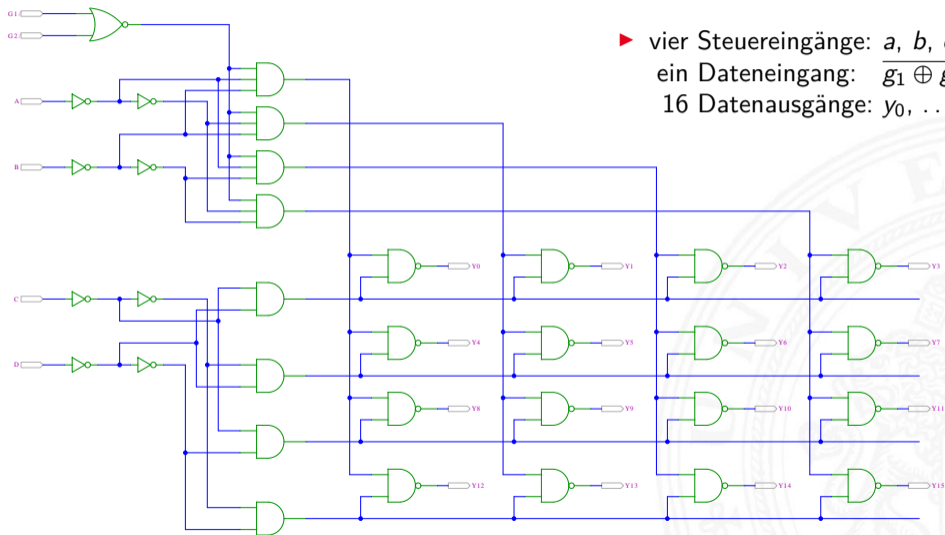 ▶ vier Steuereingänge: a, b,
ein Dateneingang: g₁ ⊕
16 Datenausgänge: y₀, ...
G1
G2
A
B
C
D
Y0
Y1
Y2
Y3
Y4
Y5
Y6
Y7
Y8
Y9
Y10
Y11
Y12
Y13
Y14
Y15
UNIVE